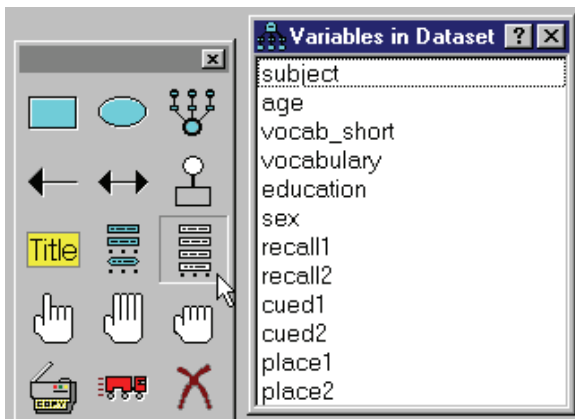 Variables in Dataset
subject
age
vocab_short
vocabulary
education
sex
recall1
recall2
cued1
cued2
place1
place2
Title
COPY